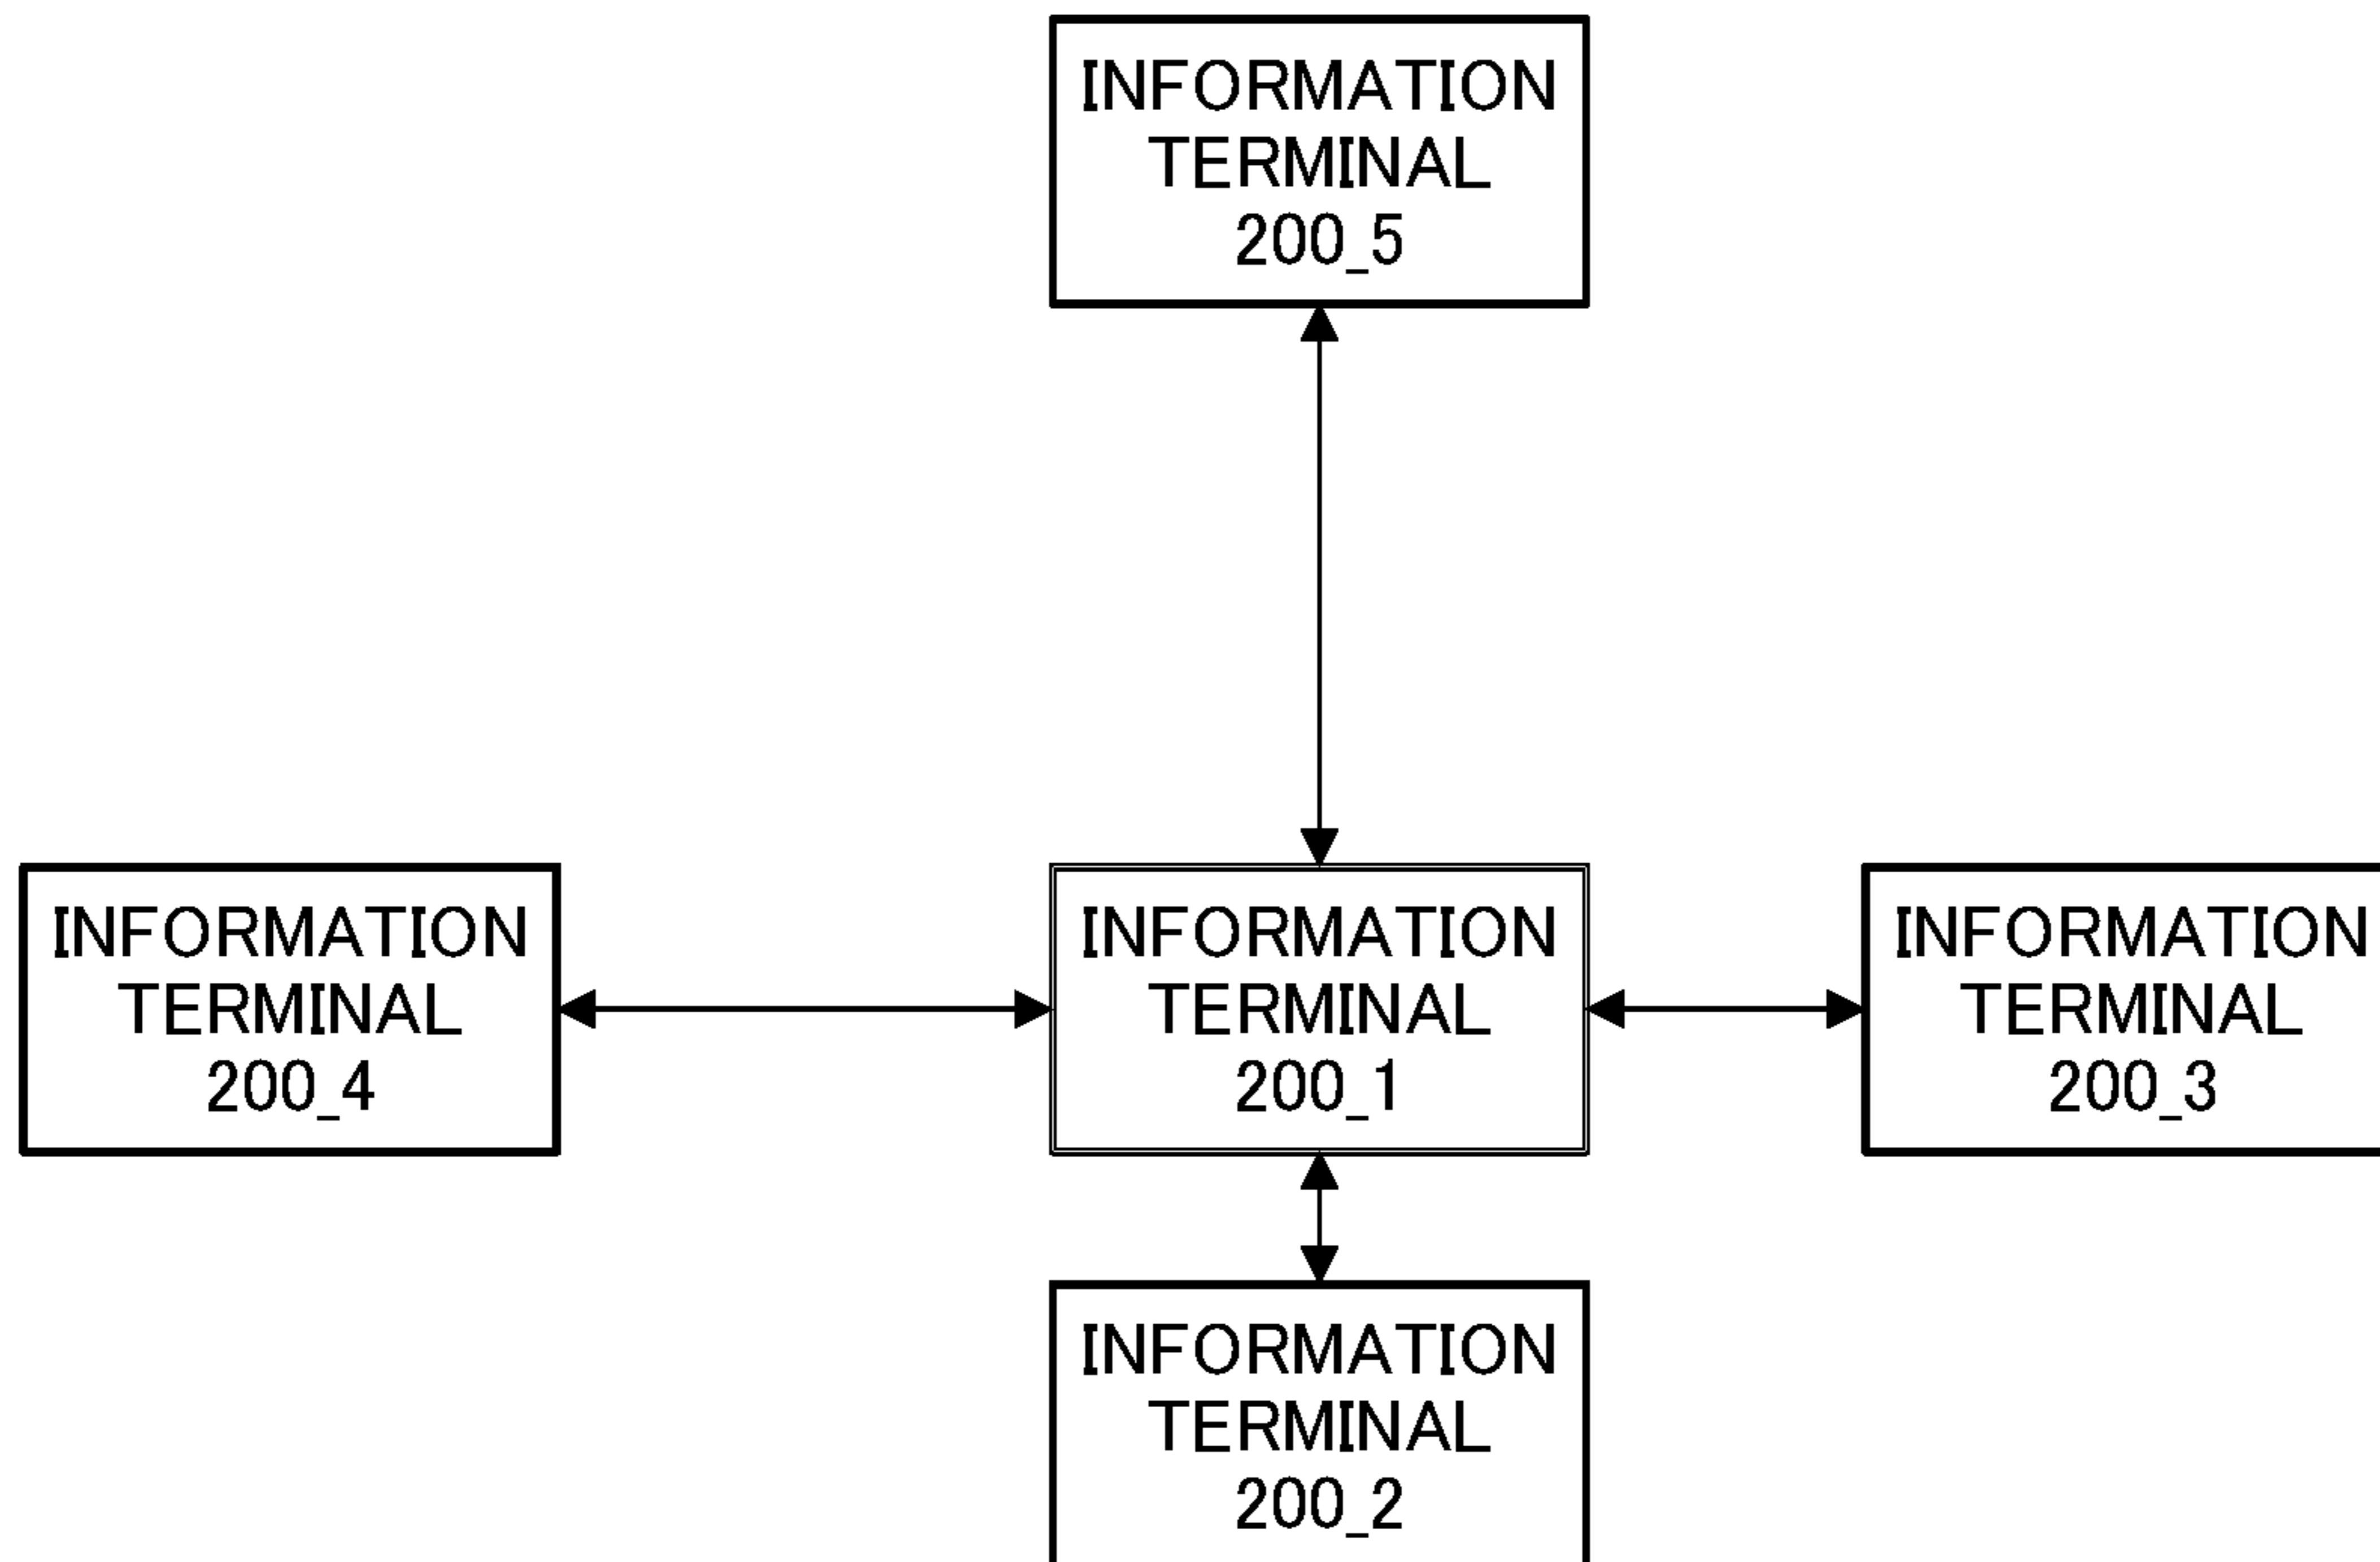 INFORMATION
TERMINAL
200_5
INFORMATION
TERMINAL
200_4
INFORMATION
TERMINAL
200_1
INFORMATION
TERMINAL
200_3
INFORMATION
TERMINAL
200_2